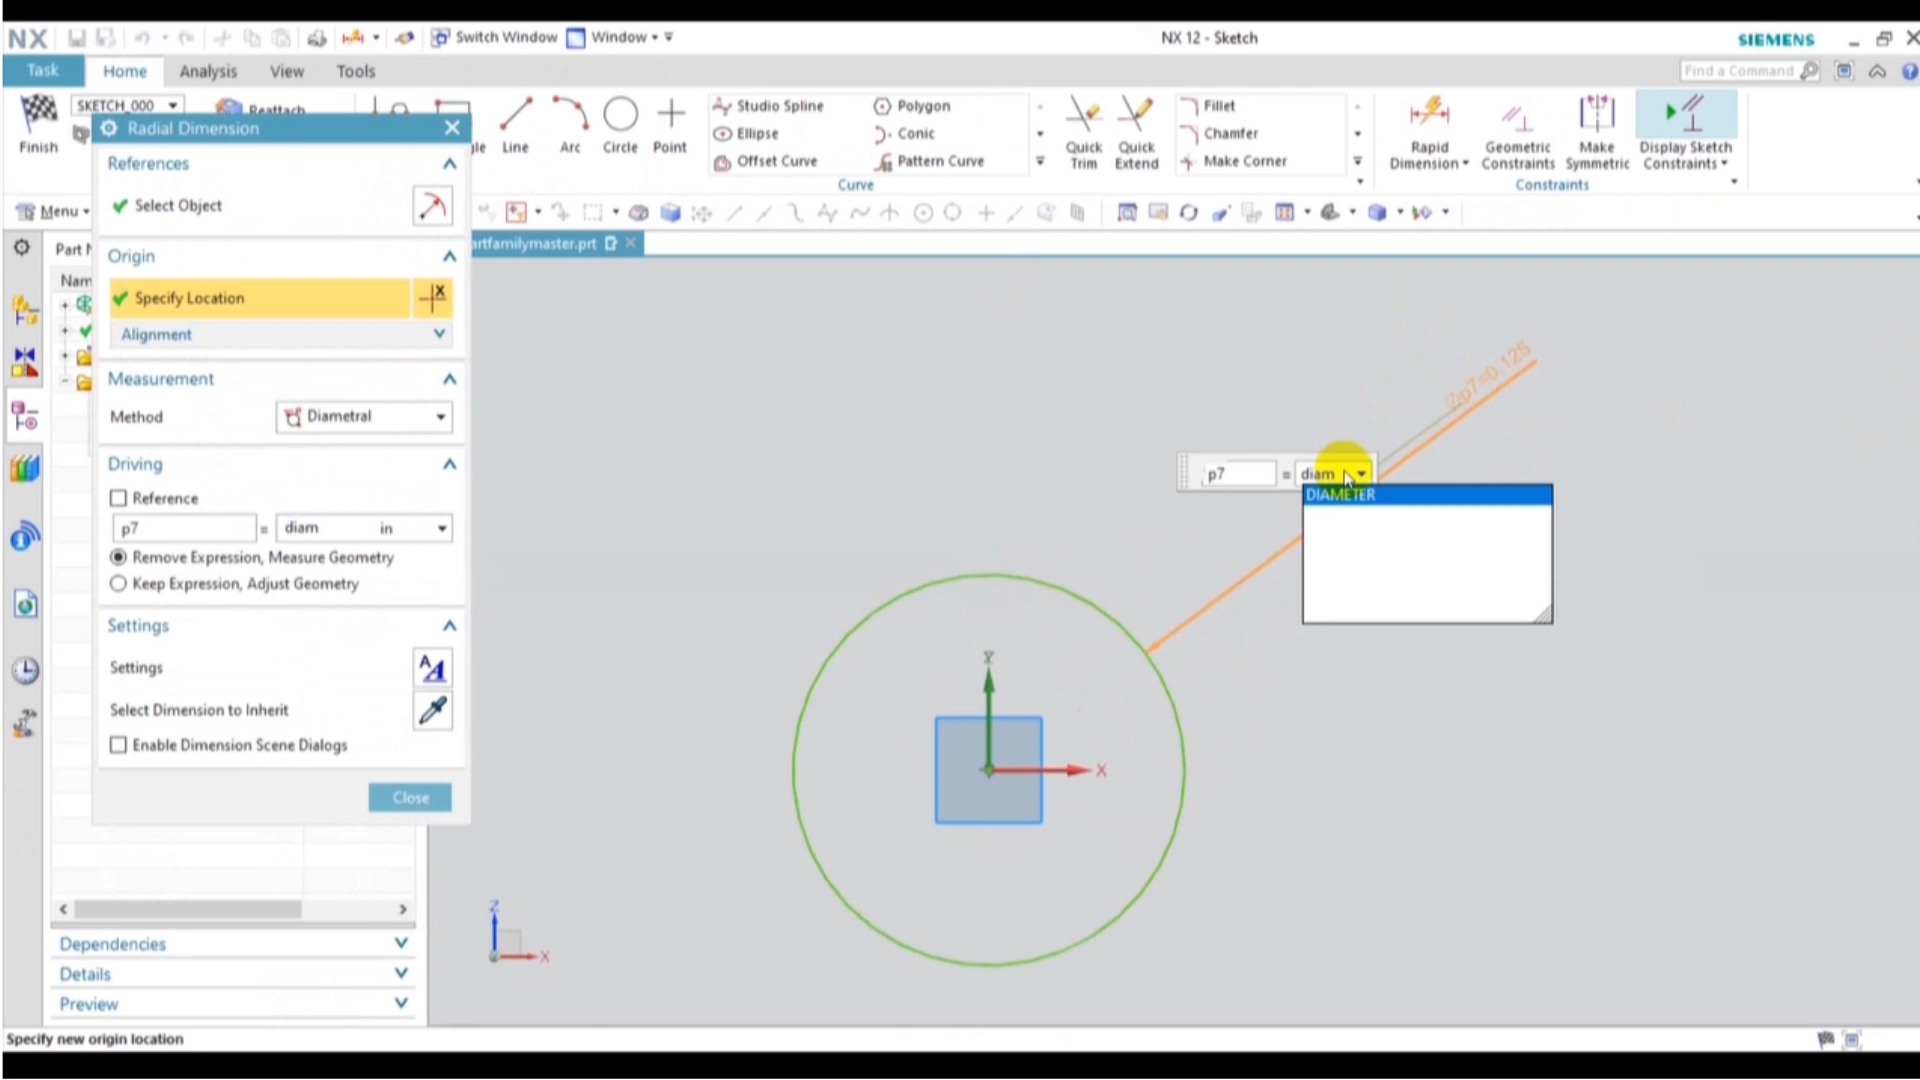 NX Switch Window Window NX 12 - Sketch SIEMENS
Task Home Analysis View Tools Find a Command
SKETCH_000 Reattach
Finish
Line Arc Circle Point
Studio Spline Polygon
Ellipse Conic
Offset Curve Pattern Curve
Curve
Quick Trim Quick Extend
Fillet
Chamfer
Make Corner
Rapid Dimension Geometric Constraints Make Symmetric Display Sketch Constraints
Constraints
Menu
artfamilymaster.prt
Part N
Nam
Radial Dimension
References
Select Object
Origin
Specify Location
Alignment
Measurement
Method Diametral
Driving
Reference
p7 = diam in
Remove Expression, Measure Geometry
Keep Expression, Adjust Geometry
Settings
Settings
Select Dimension to Inherit
Enable Dimension Scene Dialogs
Close
Dependencies
Details
Preview
p7=0.125
p7 = diam
DIAMETER
Y
X
Z
X
Specify new origin location